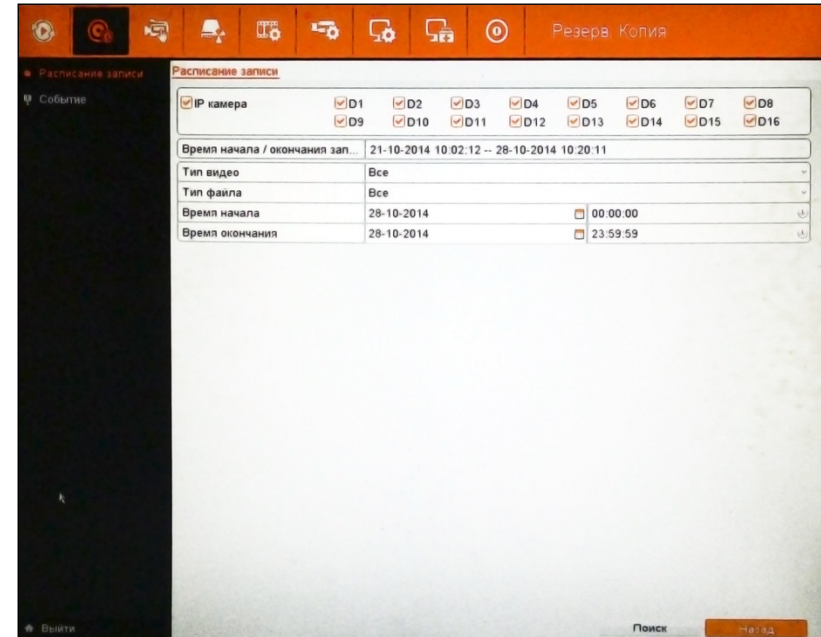 Резерв. Копия
Расписание записи
Событие
Выйти
Расписание записи
IP камера D1 D2 D3 D4 D5 D6 D7 D8
D9 D10 D11 D12 D13 D14 D15 D16
Время начала / окончания зап... 21-10-2014 10:02:12 -- 28-10-2014 10:20:11
Тип видео Все
Тип файла Все
Время начала 28-10-2014 00:00:00
Время окончания 28-10-2014 23:59:59
Поиск Назад